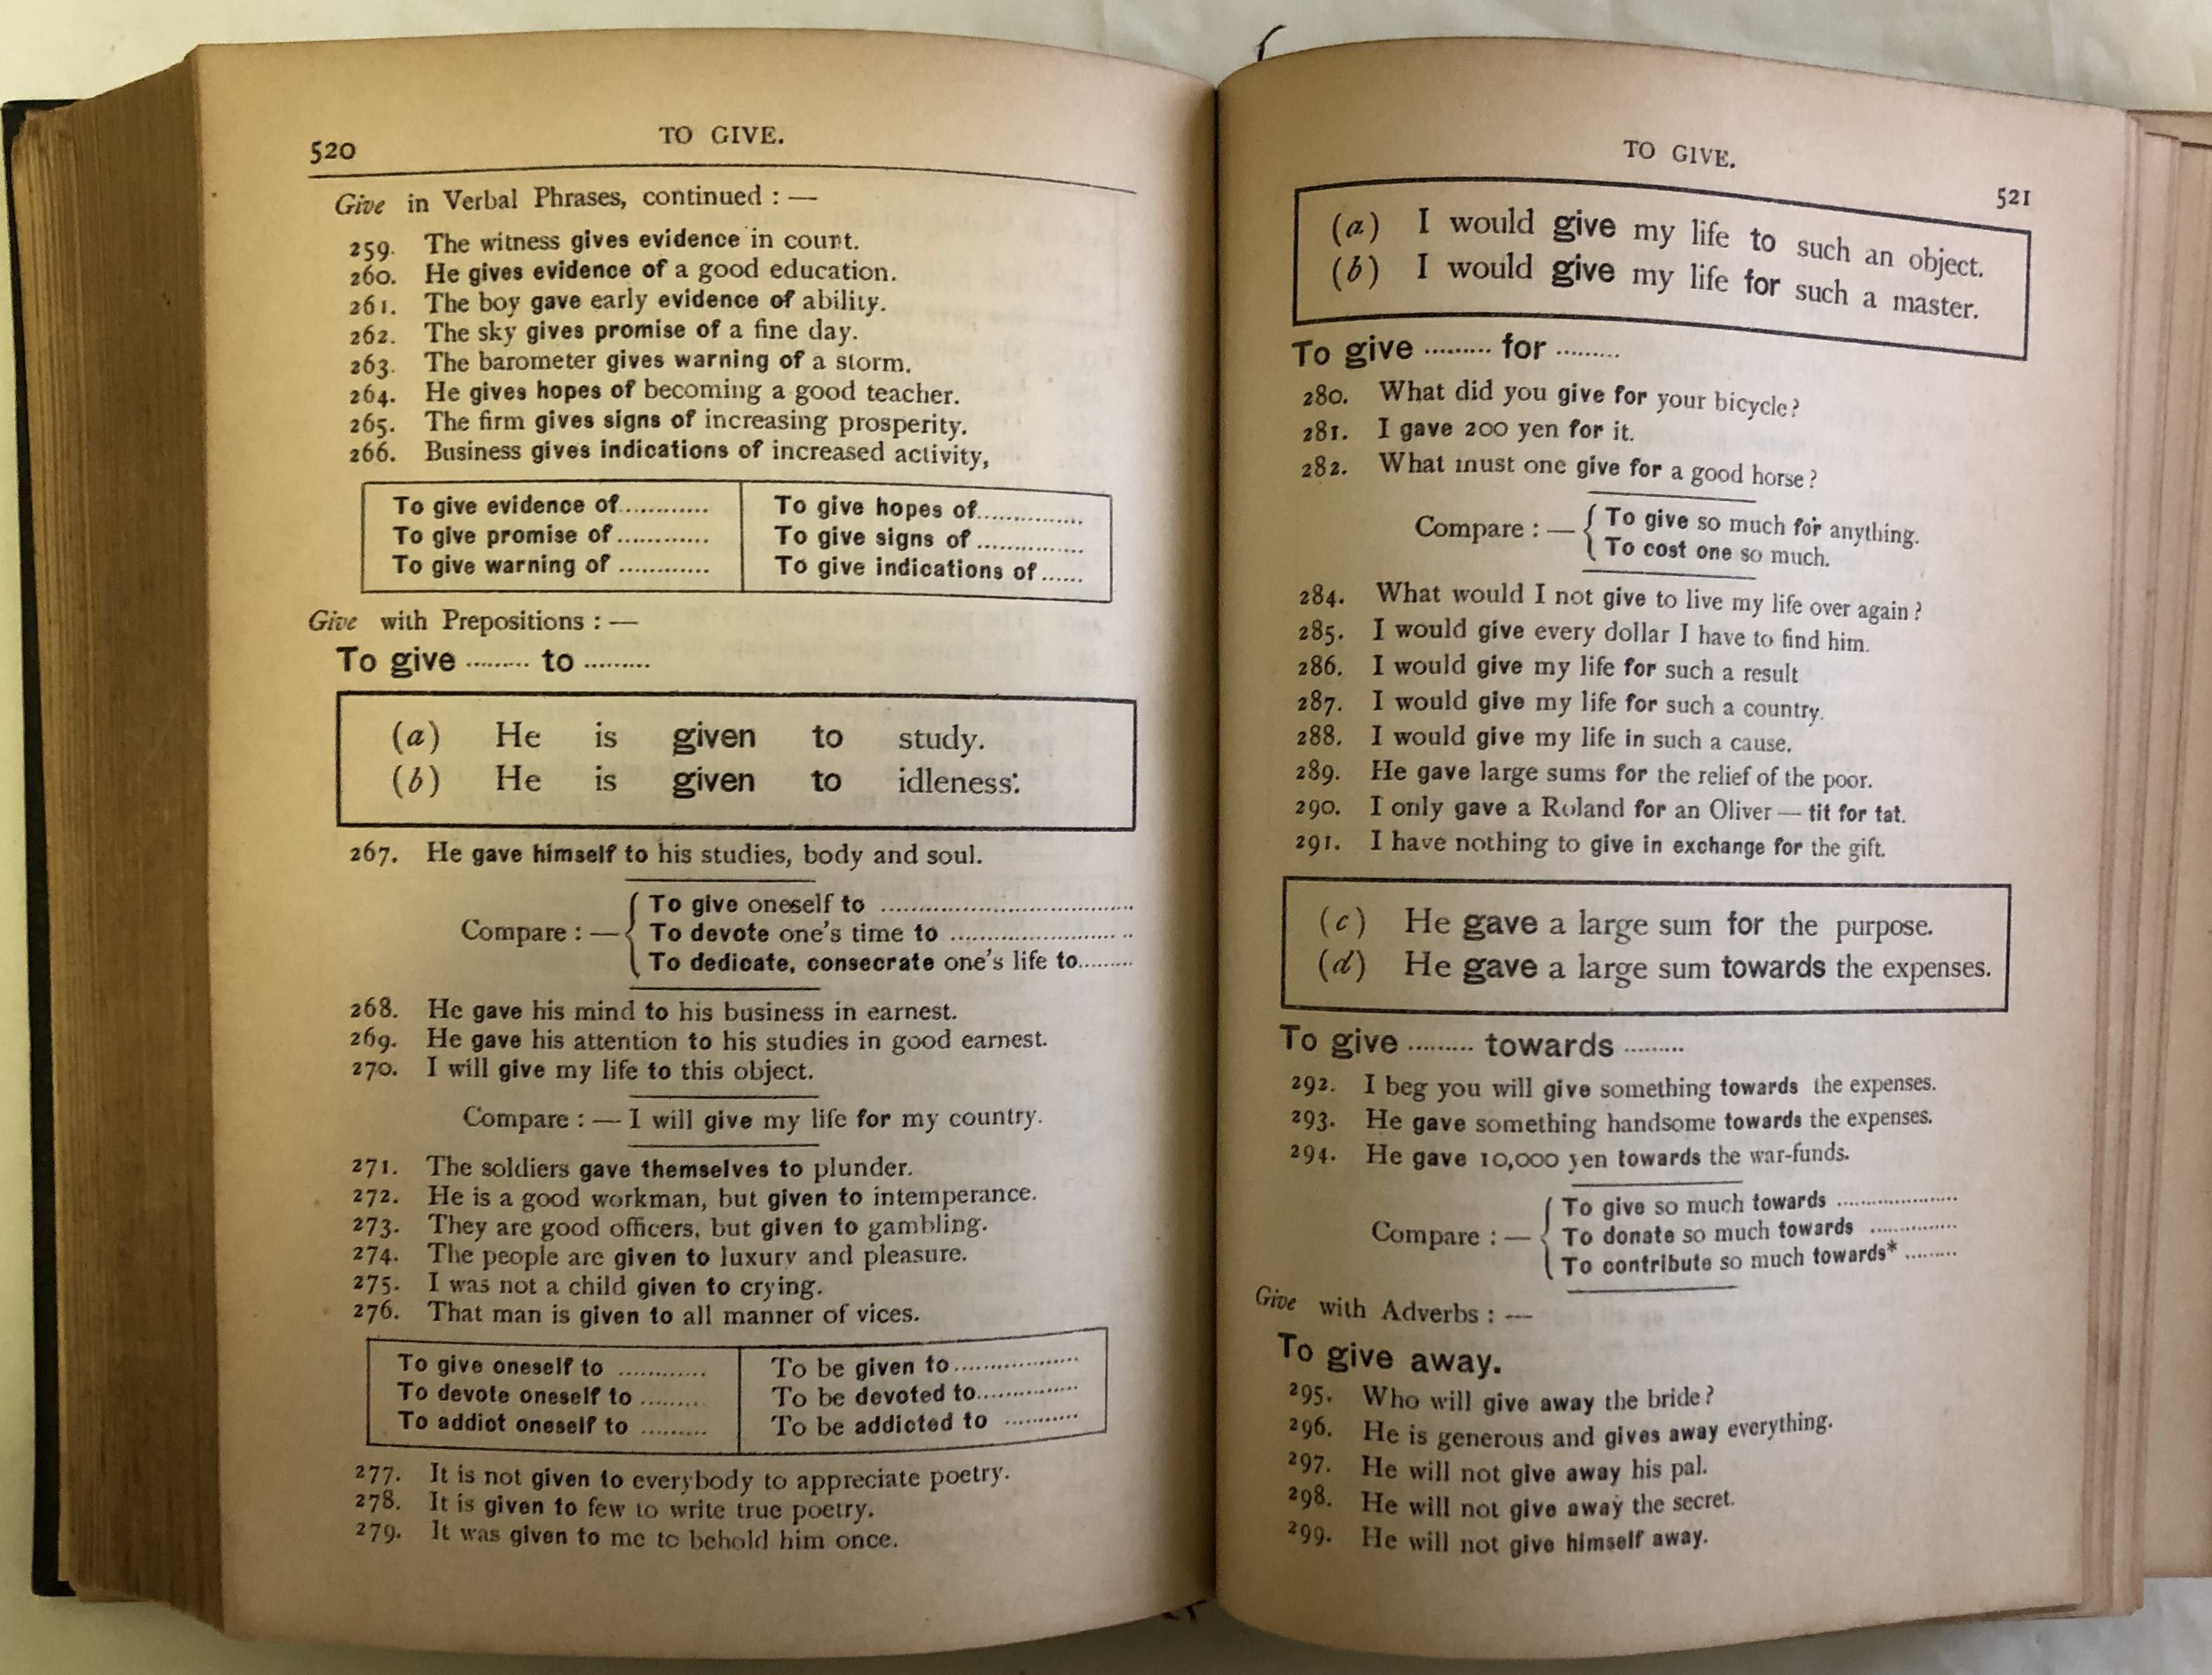 520
TO GIVE.
Give in Verbal Phrases, continued : —
259. The witness gives evidence in court.
260. He gives evidence of a good education.
261. The boy gave early evidence of ability.
262. The sky gives promise of a fine day.
263. The barometer gives warning of a storm.
264. He gives hopes of becoming a good teacher.
265. The firm gives signs of increasing prosperity.
266. Business gives indications of increased activity,
To give evidence of............
To give promise of............
To give warning of ............
To give hopes of...............
To give signs of ...............
To give indications of......
Give with Prepositions : —
To give ......... to .........
(a) He is given to study.
(b) He is given to idleness.
267. He gave himself to his studies, body and soul.
Compare : —
To give oneself to ....................................
To devote one's time to ..........................
To dedicate, consecrate one's life to.........
268. He gave his mind to his business in earnest.
269. He gave his attention to his studies in good earnest.
270. I will give my life to this object.
Compare : — I will give my life for my country.
271. The soldiers gave themselves to plunder.
272. He is a good workman, but given to intemperance.
273. They are good officers, but given to gambling.
274. The people are given to luxury and pleasure.
275. I was not a child given to crying.
276. That man is given to all manner of vices.
To give oneself to ............
To devote oneself to .........
To addict oneself to .........
To be given to..................
To be devoted to...............
To be addicted to ...........
277. It is not given to everybody to appreciate poetry.
278. It is given to few to write true poetry.
279. It was given to me to behold him once.
TO GIVE.
521
(a) I would give my life to such an object.
(b) I would give my life for such a master.
To give ......... for .........
280. What did you give for your bicycle?
281. I gave 200 yen for it.
282. What must one give for a good horse?
Compare : —
To give so much for anything.
To cost one so much.
284. What would I not give to live my life over again?
285. I would give every dollar I have to find him.
286. I would give my life for such a result
287. I would give my life for such a country.
288. I would give my life in such a cause.
289. He gave large sums for the relief of the poor.
290. I only gave a Roland for an Oliver — tit for tat.
291. I have nothing to give in exchange for the gift.
(c) He gave a large sum for the purpose.
(d) He gave a large sum towards the expenses.
To give ......... towards .........
292. I beg you will give something towards the expenses.
293. He gave something handsome towards the expenses.
294. He gave 10,000 yen towards the war-funds.
Compare : —
To give so much towards .....................
To donate so much towards ...............
To contribute so much towards* .........
Give with Adverbs : —
To give away.
295. Who will give away the bride?
296. He is generous and gives away everything.
297. He will not give away his pal.
298. He will not give away the secret.
299. He will not give himself away.